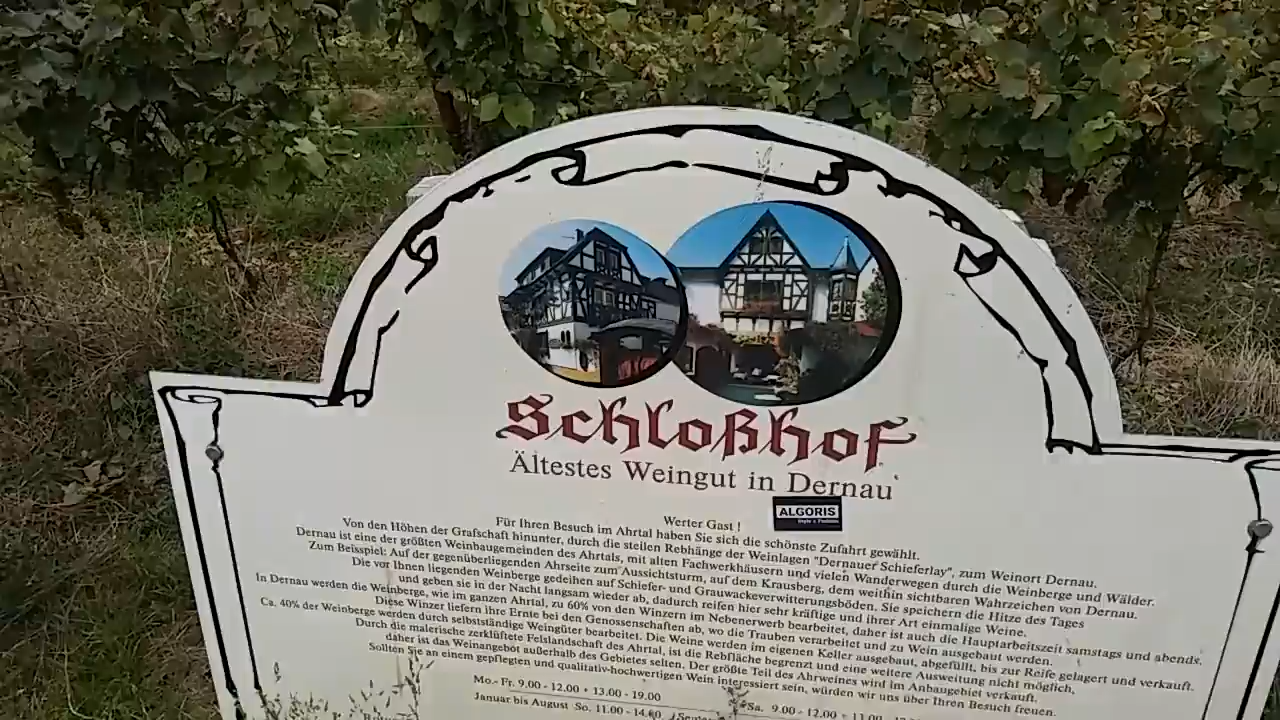 Schloßhof
Ältestes Weingut in Dernau
ALGORIS
Werter Gast !
Für Ihren Besuch im Ahrtal haben Sie sich die schönste Zufahrt gewählt.
Von den Höhen der Grafschaft hinunter, durch die steilen Rebhänge der Weinlagen "Dernauer Schieferlay", zum Weinort Dernau.
Dernau ist eine der größten Weinbaugemeinden des Ahrtals, mit alten Fachwerkhäusern und vielen Wanderwegen durch die Weinberge und Wälder.
Zum Beisspiel: Auf der gegenüberliegenden Ahrseite zum Aussichtsturm, auf dem Krausberg, dem weithin sichtbaren Wahrzeichen von Dernau.
Die vor Ihnen liegenden Weinberge gedeihen auf Schiefer- und Grauwackeverwitterungsböden. Sie speichern die Hitze des Tages
und geben sie in der Nacht langsam wieder ab, dadurch reifen hier sehr kräftige und ihrer Art einmalige Weine.
In Dernau werden die Weinberge, wie im ganzen Ahrtal, zu 60% von den Winzern im Nebenerwerb bearbeitet, daher ist auch die Hauptarbeitszeit samstags und abends.
Diese Winzer liefern ihre Ernte bei den Genossenschaften ab, wo die Trauben verarbeitet und zu Wein ausgebaut werden.
Ca. 40% der Weinberge werden durch selbstständige Weingüter bearbeitet. Die Weine werden im eigenen Keller ausgebaut, abgefüllt, bis zur Reife gelagert und verkauft.
Durch die malerische zerklüftete Felslandschaft des Ahrtal, ist die Rebfläche begrenzt und eine weitere Ausweitung nicht möglich,
daher ist das Weinangebot außerhalb des Gebietes selten. Der größte Teil des Ahrweines wird im Anbaugebiet verkauft.
Sollten Sie an einem gepflegten und qualitativ-hochwertigen Wein interessiert sein, würden wir uns über Ihren Besuch freuen.
Mo.- Fr. 9.00 - 12.00 + 13.00 - 19.00
Sa. 9.00 - 12.00 + 13.00
Januar bis August So. 11.00 - 14.00